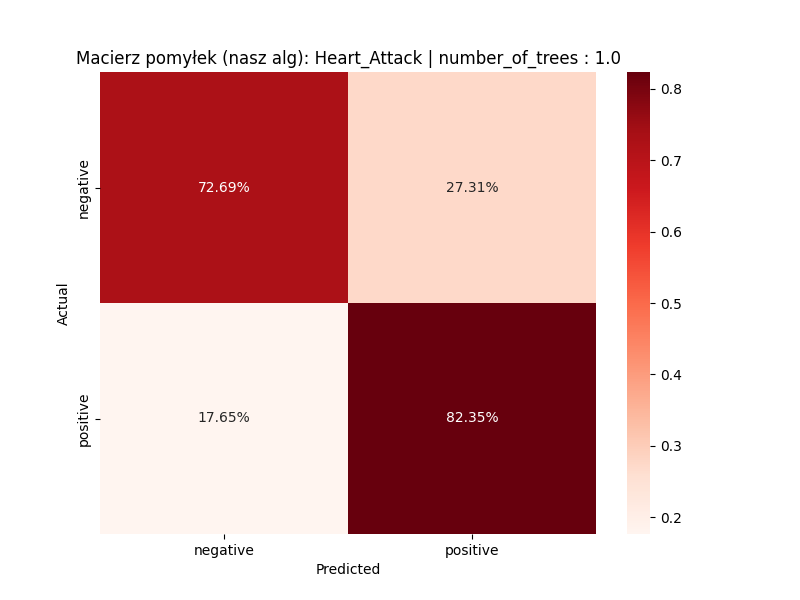 Macierz pomyłek (nasz alg): Heart_Attack | number_of_trees : 1.0
negative
72.69%
27.31%
Actual
positive
17.65%
82.35%
negative
positive
Predicted
0.8
0.7
0.6
0.5
0.4
0.3
0.2